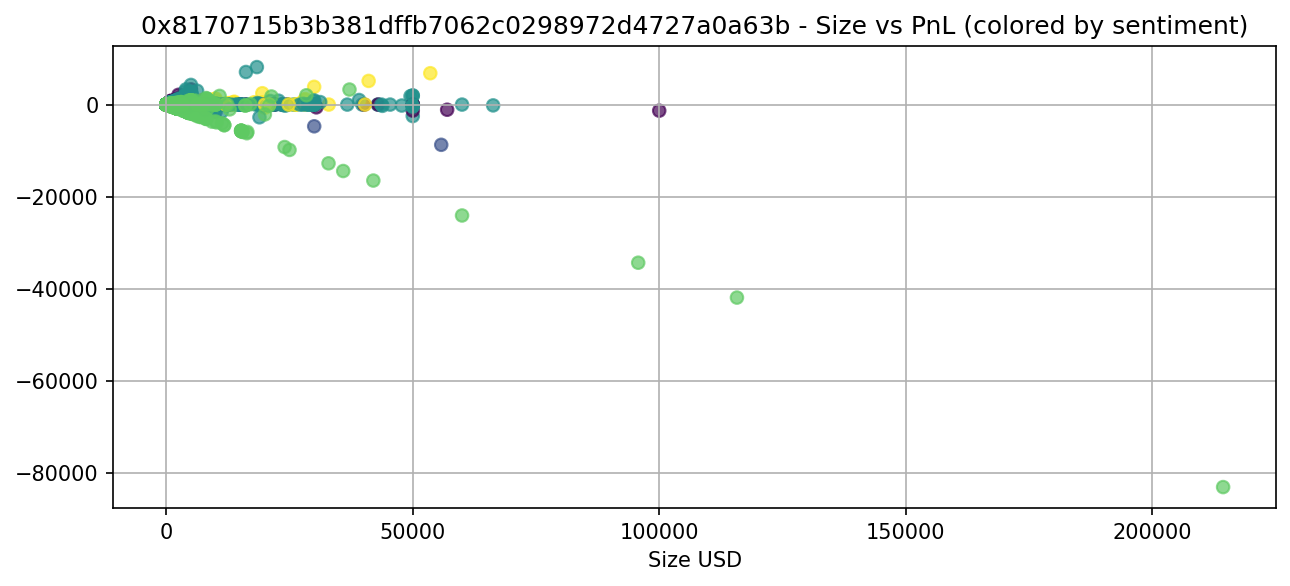 0x8170715b3b381dffb7062c0298972d4727a0a63b - Size vs PnL (colored by sentiment)
0
−20000
−40000
−60000
−80000
0 50000 100000 150000 200000
Size USD